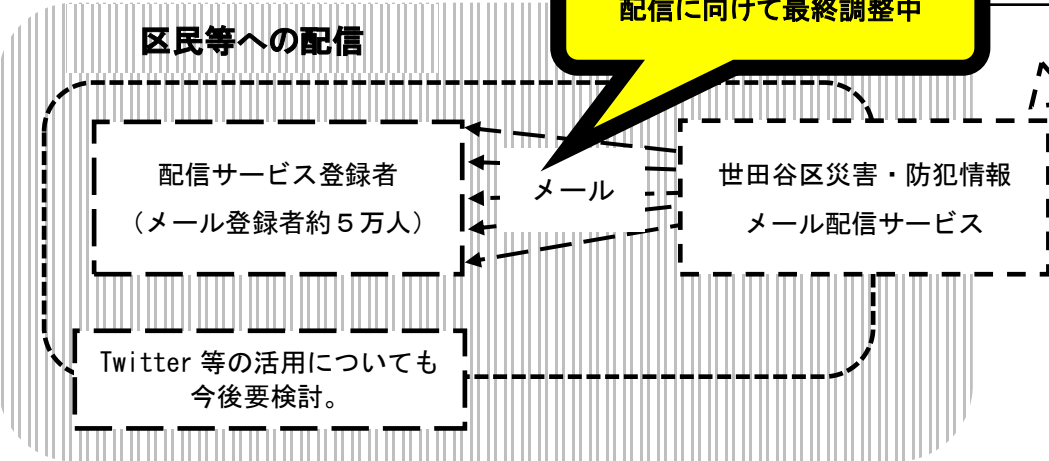 配信に向けて最終調整中
区民等への配信
配信サービス登録者
（メール登録者約５万人）
メール
世田谷区災害・防犯情報
メール配信サービス
Twitter 等の活用についても
今後要検討。